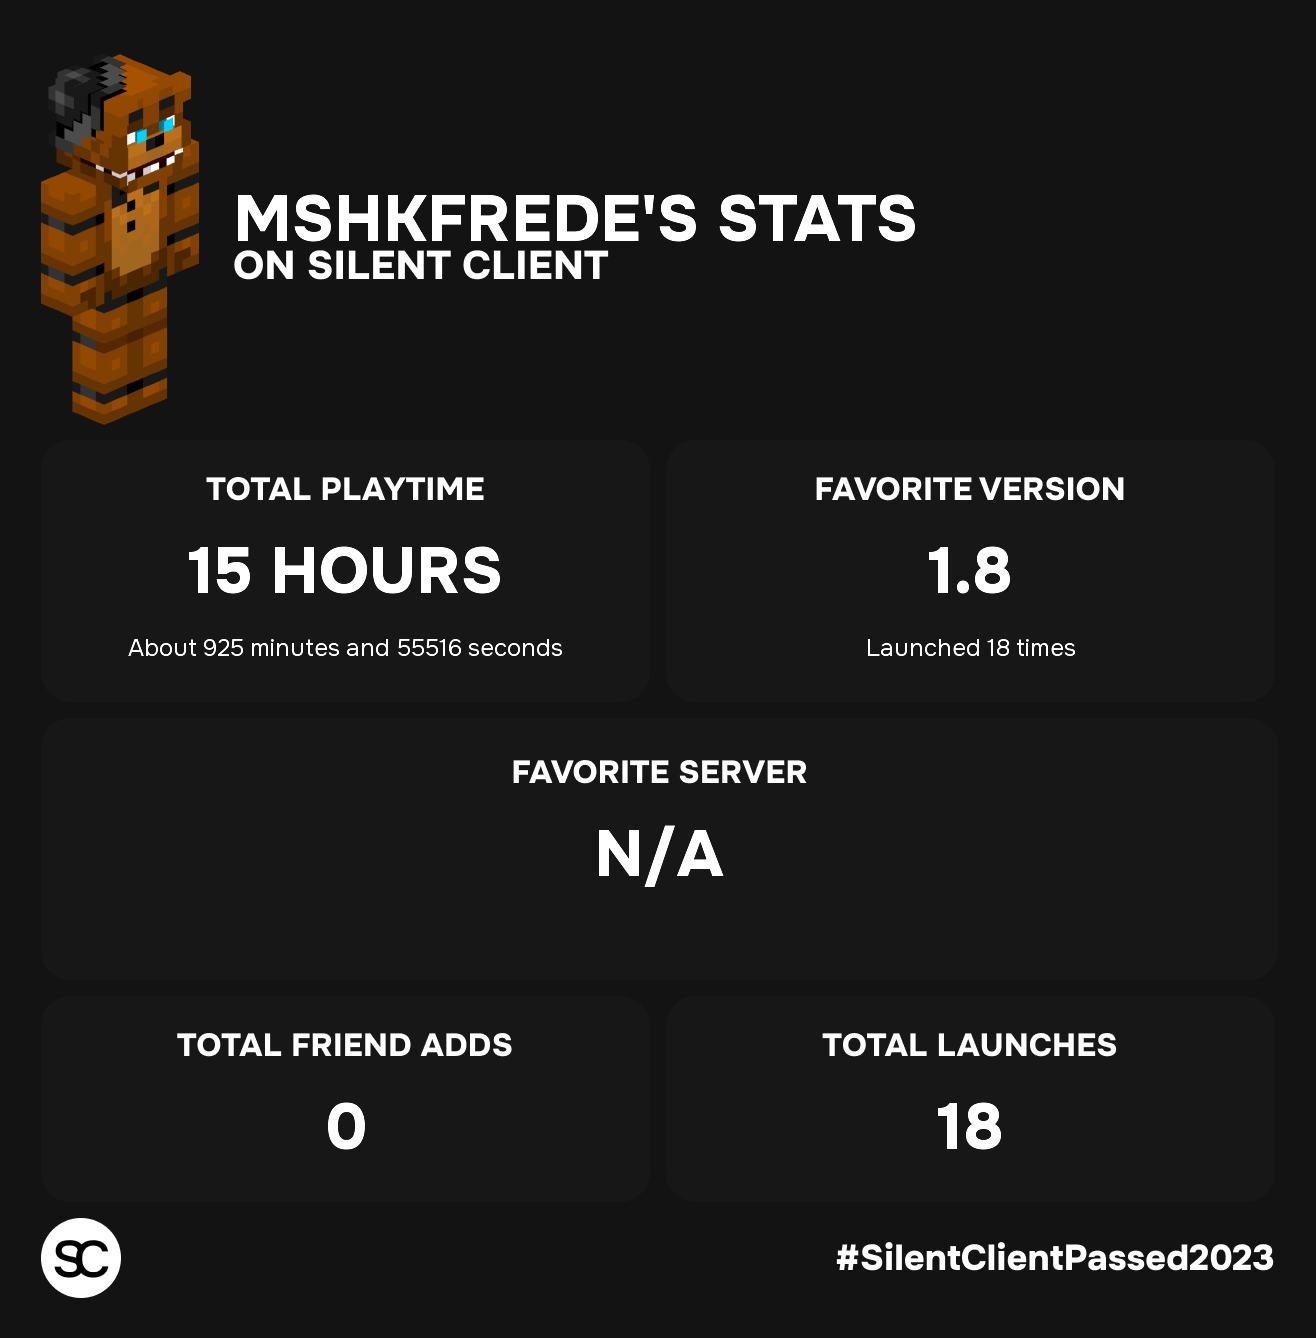 MSHKFREDE'S STATS
ON SILENT CLIENT
TOTAL PLAYTIME
15 HOURS
About 925 minutes and 55516 seconds
FAVORITE VERSION
1.8
Launched 18 times
FAVORITE SERVER
N/A
TOTAL FRIEND ADDS
0
TOTAL LAUNCHES
18
SC
#SilentClientPassed2023